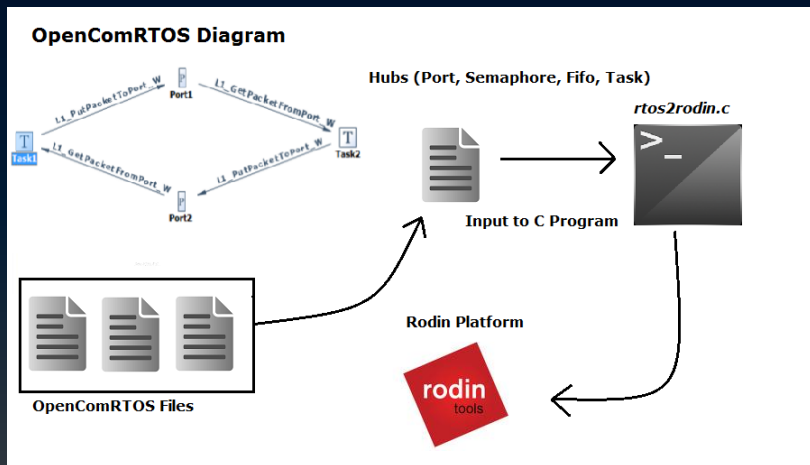 OpenComRTOS Diagram
P
Port1
L1_PutPacketToPort_W
L1_GetPacketFromPort_W
T
Task1
T
Task2
L1_GetPacketFromPort_W
L1_PutPacketToPort_W
P
Port2
Hubs (Port, Semaphore, Fifo, Task)
rtos2rodin.c
>_
Input to C Program
Rodin Platform
rodin
tools
OpenComRTOS Files